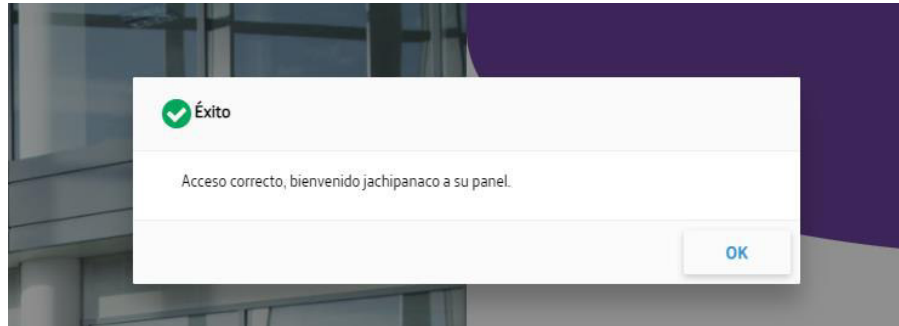 Éxito
Acceso correcto, bienvenido jachipanaco a su panel.
OK